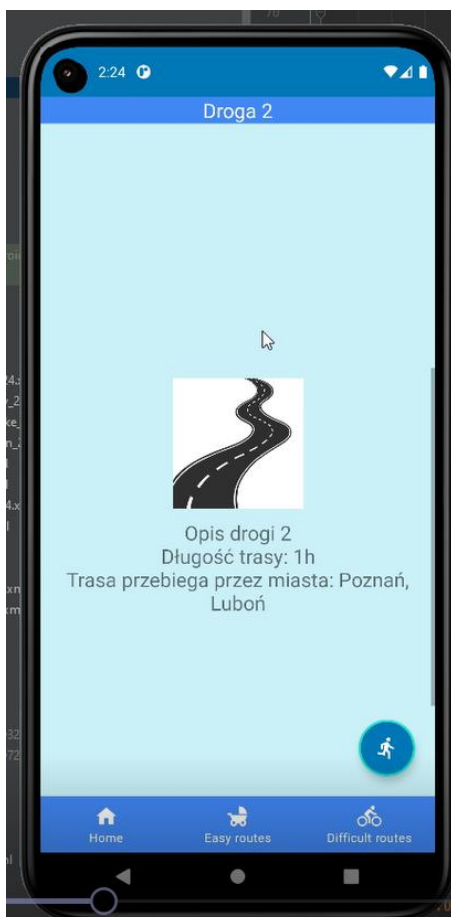 70
2:24
Droga 2
Opis drogi 2
Długość trasy: 1h
Trasa przebiega przez miasta: Poznań,
Luboń
Home
Easy routes
Difficult routes